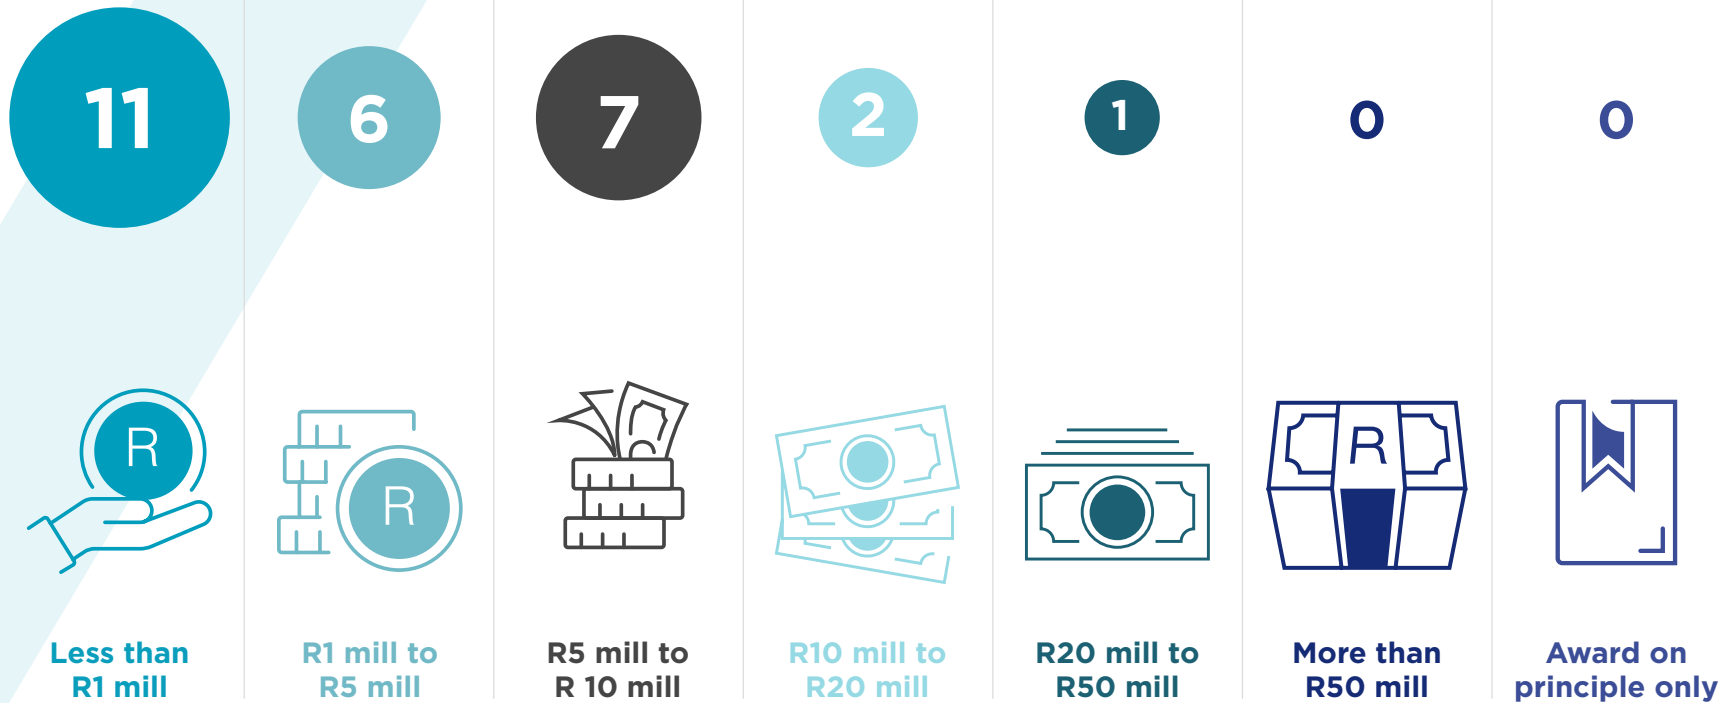 11
6
7
2
1
0
0
R
R
R
Less than
R1 mill
R1 mill to
R5 mill
R5 mill to
R 10 mill
R10 mill to
R20 mill
R20 mill to
R50 mill
More than
R50 mill
Award on
principle only